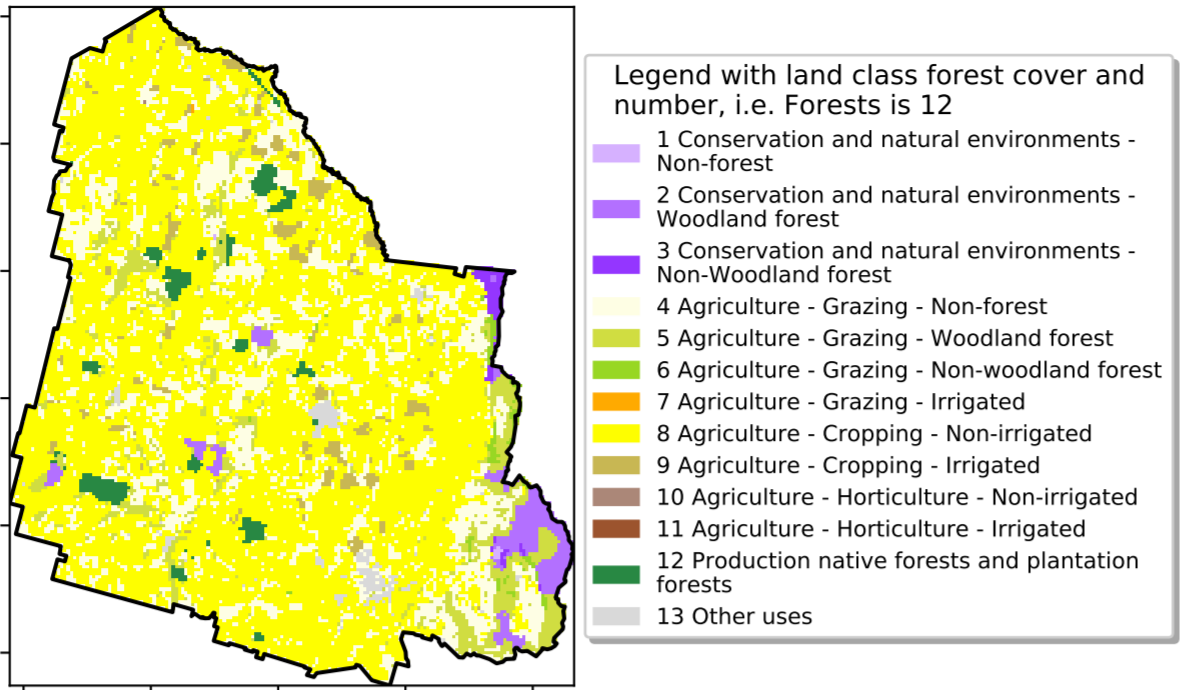 Legend with land class forest cover and
number, i.e. Forests is 12
1 Conservation and natural environments -
Non-forest
2 Conservation and natural environments -
Woodland forest
3 Conservation and natural environments -
Non-Woodland forest
4 Agriculture - Grazing - Non-forest
5 Agriculture - Grazing - Woodland forest
6 Agriculture - Grazing - Non-woodland forest
7 Agriculture - Grazing - Irrigated
8 Agriculture - Cropping - Non-irrigated
9 Agriculture - Cropping - Irrigated
10 Agriculture - Horticulture - Non-irrigated
11 Agriculture - Horticulture - Irrigated
12 Production native forests and plantation
forests
13 Other uses